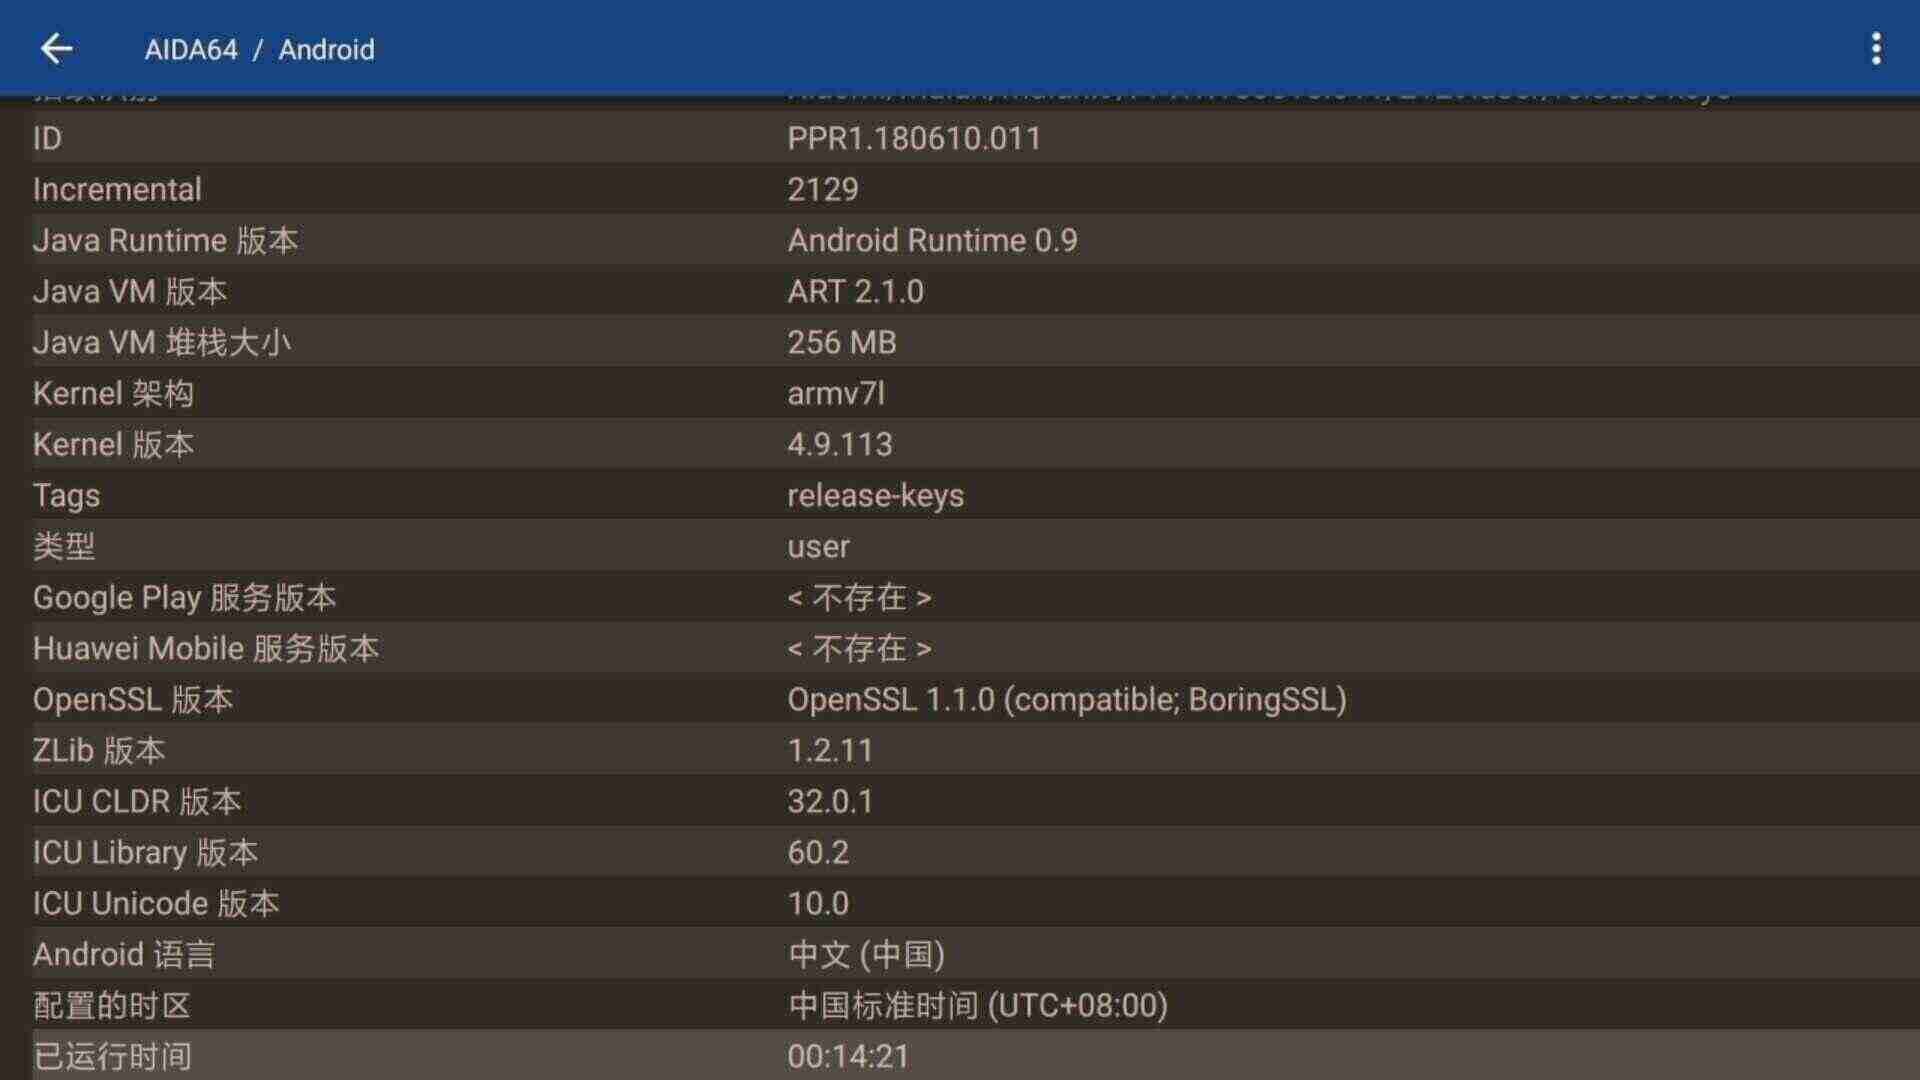 AIDA64 / Android
ID PPR1.180610.011
Incremental 2129
Java Runtime 版本 Android Runtime 0.9
Java VM 版本 ART 2.1.0
Java VM 堆栈大小 256 MB
Kernel 架构 armv7l
Kernel 版本 4.9.113
Tags release-keys
类型 user
Google Play 服务版本 < 不存在 >
Huawei Mobile 服务版本 < 不存在 >
OpenSSL 版本 OpenSSL 1.1.0 (compatible; BoringSSL)
ZLib 版本 1.2.11
ICU CLDR 版本 32.0.1
ICU Library 版本 60.2
ICU Unicode 版本 10.0
Android 语言 中文 (中国)
配置的时区 中国标准时间 (UTC+08:00)
已运行时间 00:14:21